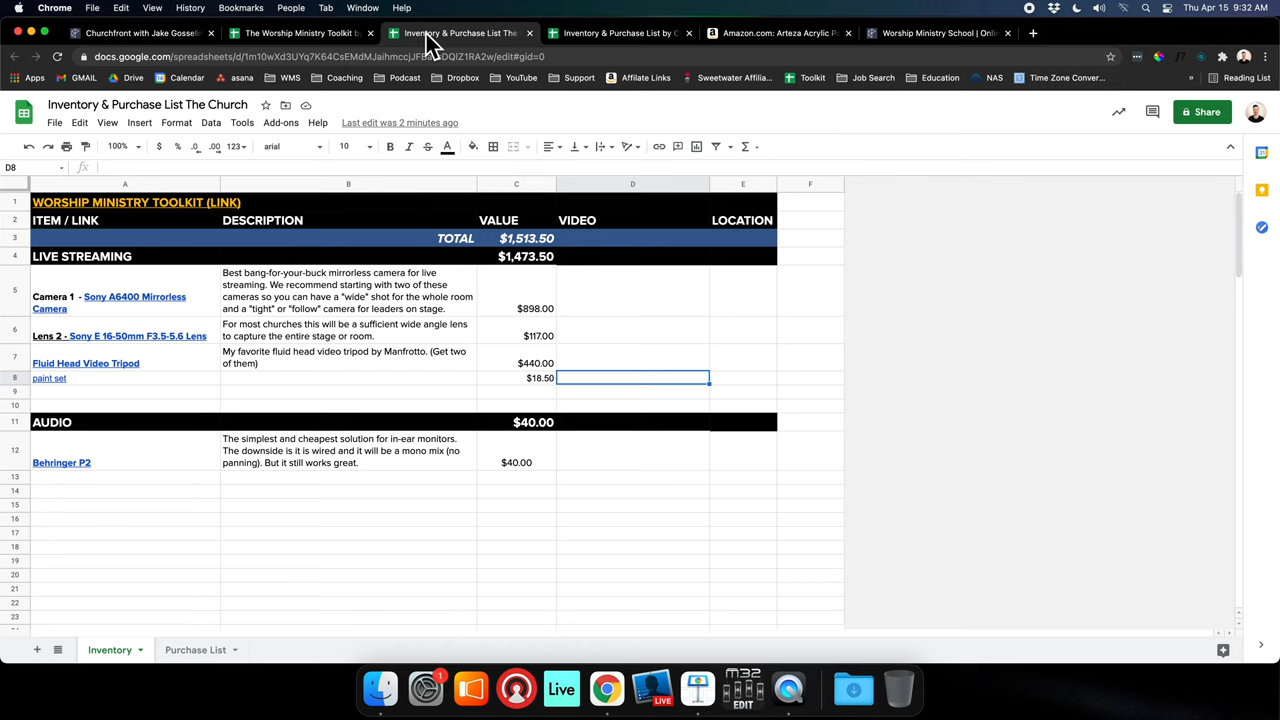 Chrome File Edit View History Bookmarks People Tab Window Help Thu Apr 15 9:32 AM
Churchfront with Jake Gosselin The Worship Ministry Toolkit by Inventory & Purchase List The Inventory & Purchase List by C Amazon.com: Arteza Acrylic Pa Worship Ministry School | Onli
Apps GMAIL Drive Calendar asana WMS Coaching Podcast Dropbox YouTube Support Affilate Links Sweetwater Affilia... Toolkit Job Search Education NAS Time Zone Conver... » Reading List
Inventory & Purchase List The Church
File Edit View Insert Format Data Tools Add-ons Help Last edit was 2 minutes ago
Share
100% $ % .0 .00 123 arial 10 B I S A
D8 fx
A B C D E F
1 WORSHIP MINISTRY TOOLKIT (LINK)
2 ITEM / LINK DESCRIPTION VALUE VIDEO LOCATION
3 TOTAL $1,513.50
4 LIVE STREAMING $1,473.50
Best bang-for-your-buck mirrorless camera for live
streaming. We recommend starting with two of these
5 Camera 1 - Sony A6400 Mirrorless cameras so you can have a "wide" shot for the whole room
Camera and a "tight" or "follow" camera for leaders on stage. $898.00
For most churches this will be a sufficient wide angle lens
6 Lens 2 - Sony E 16-50mm F3.5-5.6 Lens to capture the entire stage or room. $117.00
My favorite fluid head video tripod by Manfrotto. (Get two
7 Fluid Head Video Tripod of them) $440.00
8 paint set $18.50
9
10
11 AUDIO $40.00
The simplest and cheapest solution for in-ear monitors.
12 The downside is it is wired and it will be a mono mix (no
Behringer P2 panning). But it still works great. $40.00
13
14
15
16
17
18
19
20
21
22
23
Inventory Purchase List
1 Live LIVE M32 EDIT